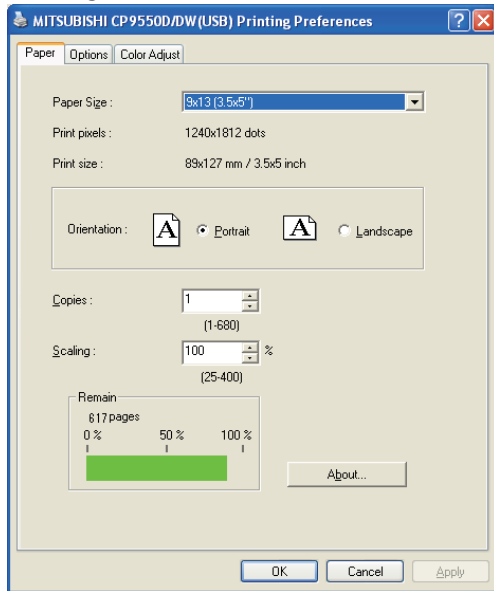 MITSUBISHI CP9550D/DW(USB) Printing Preferences
Paper Options Color Adjust
Paper Size : 9x13 (3.5x5")
Print pixels : 1240x1812 dots
Print size : 89x127 mm / 3.5x5 inch
Orientation : A Portrait A Landscape
Copies : 1
(1-680)
Scaling : 100 %
(25-400)
Remain
617 pages
0 % 50 % 100 %
About...
OK Cancel Apply